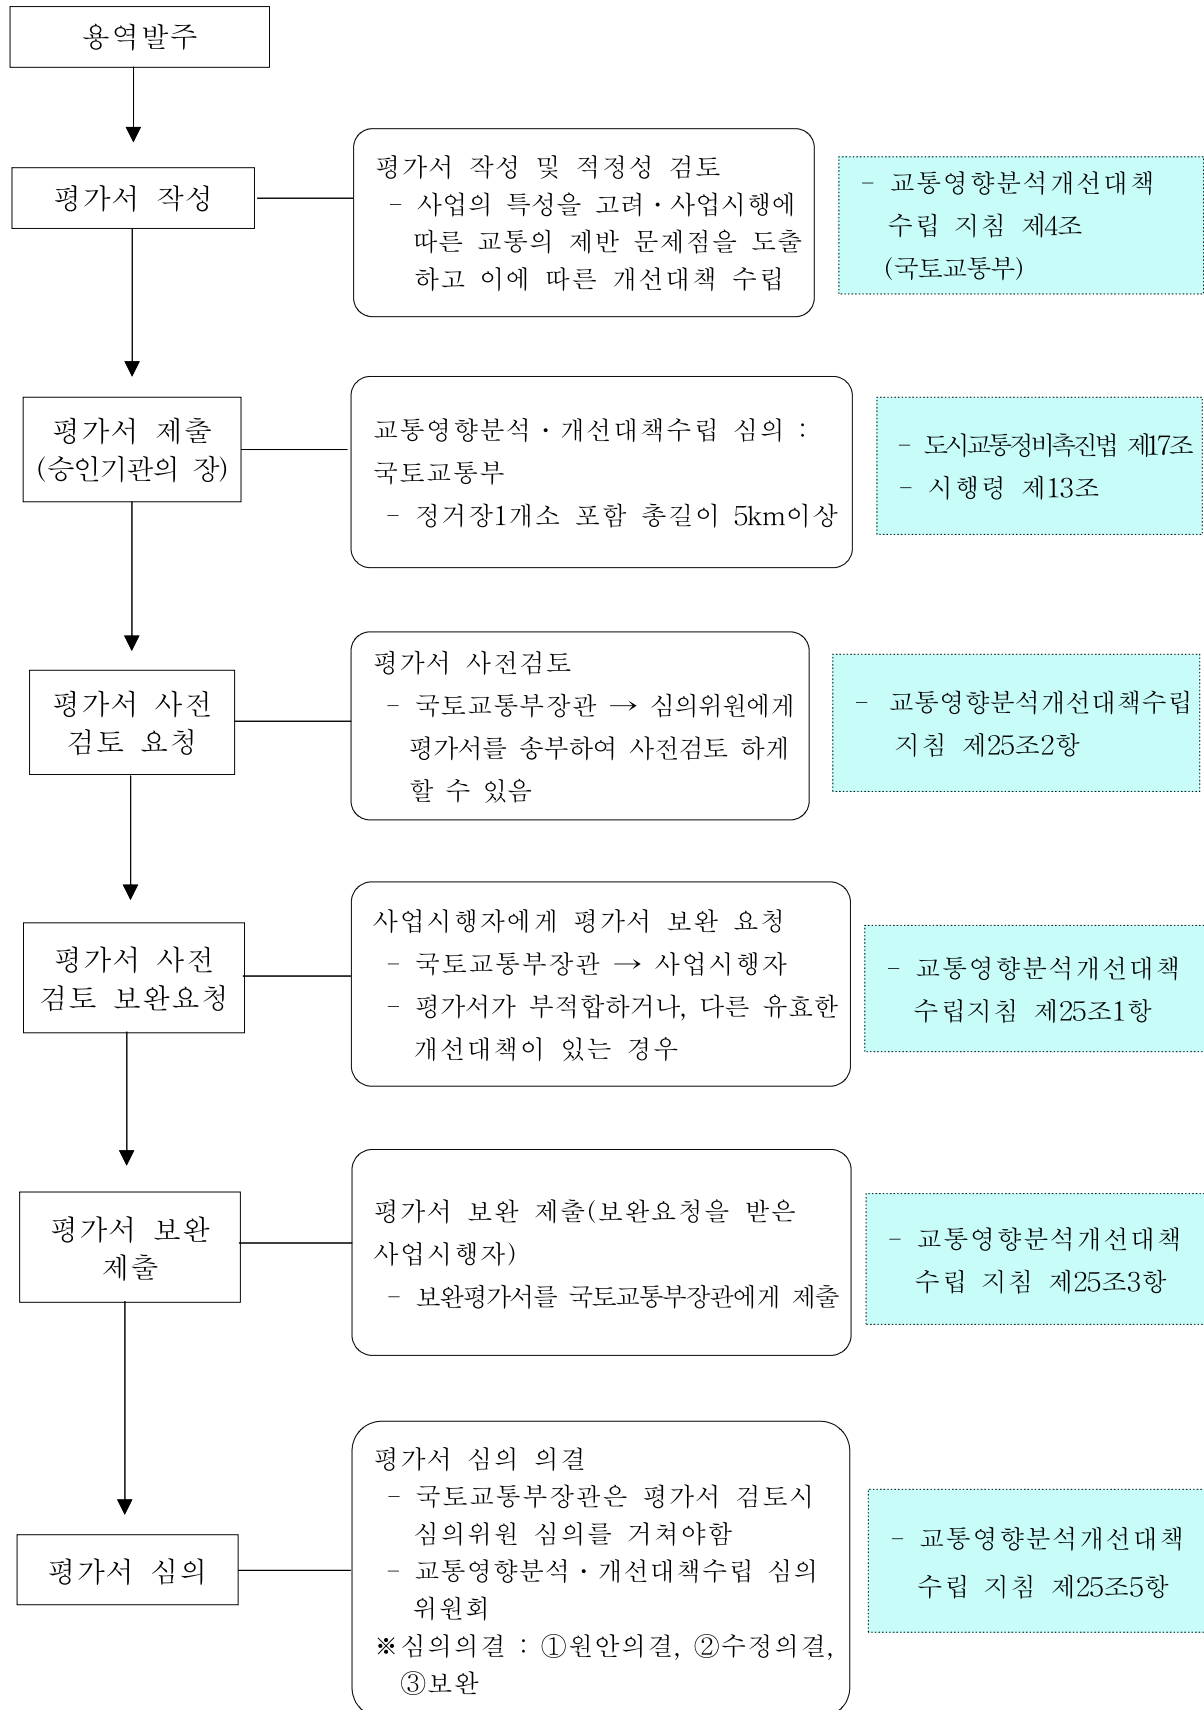 용역발주
평가서 작성
평가서 작성 및 적정성 검토
- 사업의 특성을 고려·사업시행에
따른 교통의 제반 문제점을 도출
하고 이에 따른 개선대책 수립
- 교통영향분석개선대책
수립 지침 제4조
(국토교통부)
평가서 제출
(승인기관의 장)
교통영향분석·개선대책수립 심의 :
국토교통부
- 정거장1개소 포함 총길이 5km이상
- 도시교통정비촉진법 제17조
- 시행령 제13조
평가서 사전
검토 요청
평가서 사전검토
- 국토교통부장관 → 심의위원에게
평가서를 송부하여 사전검토 하게
할 수 있음
- 교통영향분석개선대책수립
지침 제25조2항
평가서 사전
검토 보완요청
사업시행자에게 평가서 보완 요청
- 국토교통부장관 → 사업시행자
- 평가서가 부적합하거나, 다른 유효한
개선대책이 있는 경우
- 교통영향분석개선대책
수립지침 제25조1항
평가서 보완
제출
평가서 보완 제출(보완요청을 받은
사업시행자)
- 보완평가서를 국토교통부장관에게 제출
- 교통영향분석개선대책
수립 지침 제25조3항
평가서 심의
평가서 심의 의결
- 국토교통부장관은 평가서 검토시
심의위원 심의를 거쳐야함
- 교통영향분석·개선대책수립 심의
위원회
※심의의결 : ①원안의결, ②수정의결,
③보완
- 교통영향분석개선대책
수립 지침 제25조5항